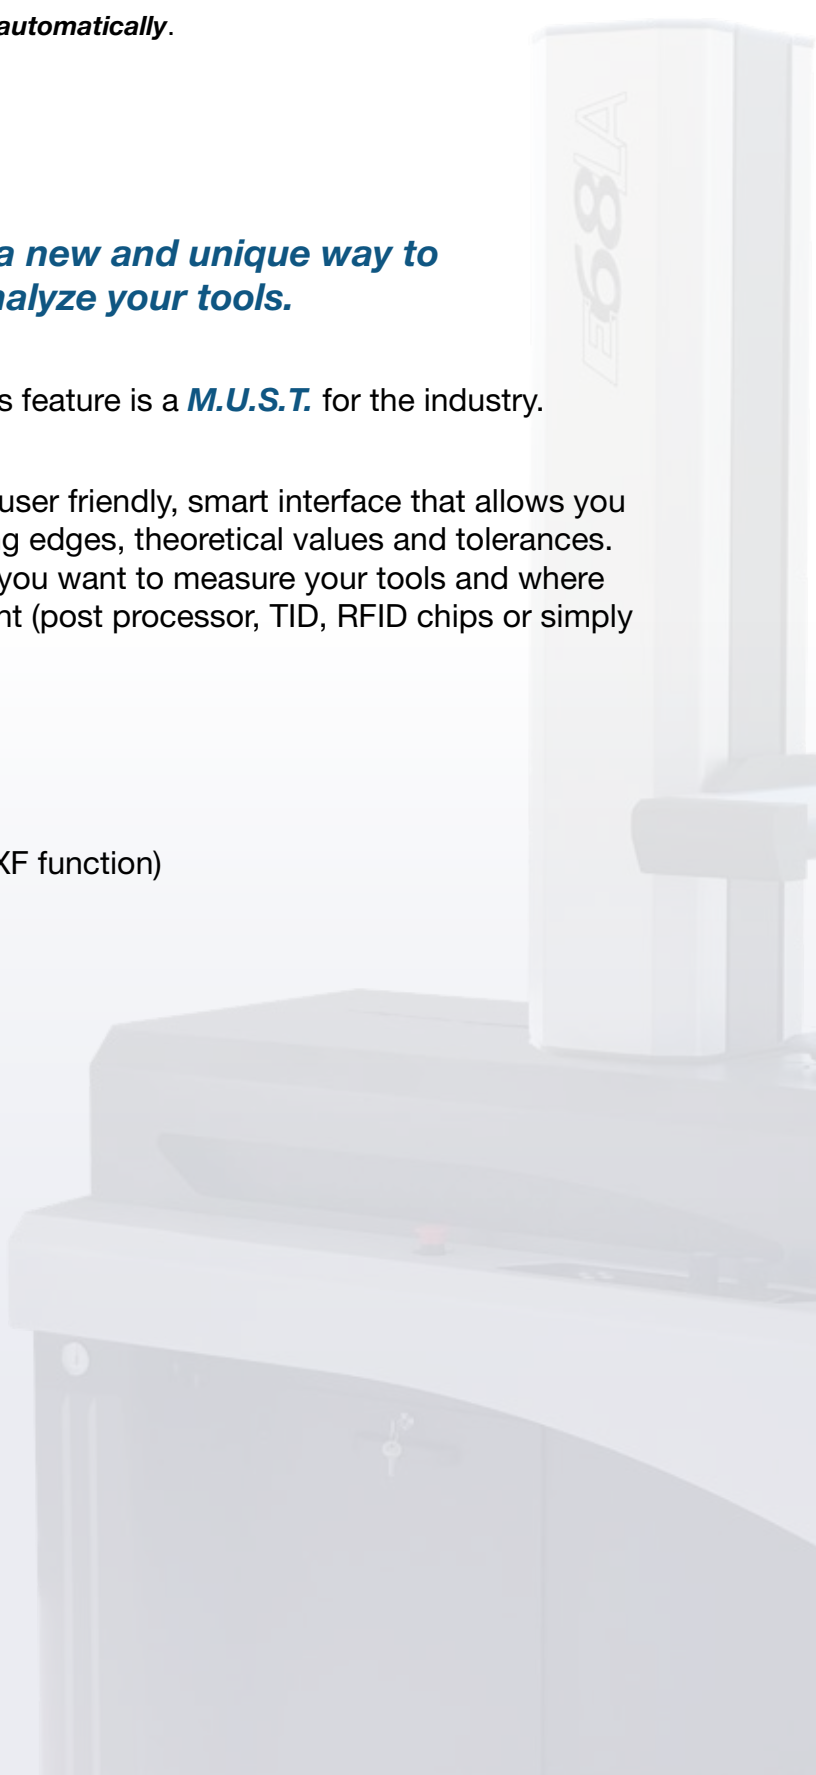 automatically.
E68LA
a new and unique way to
nalyze your tools.
s feature is a M.U.S.T. for the industry.
user friendly, smart interface that allows you
g edges, theoretical values and tolerances.
you want to measure your tools and where
nt (post processor, TID, RFID chips or simply
XF function)